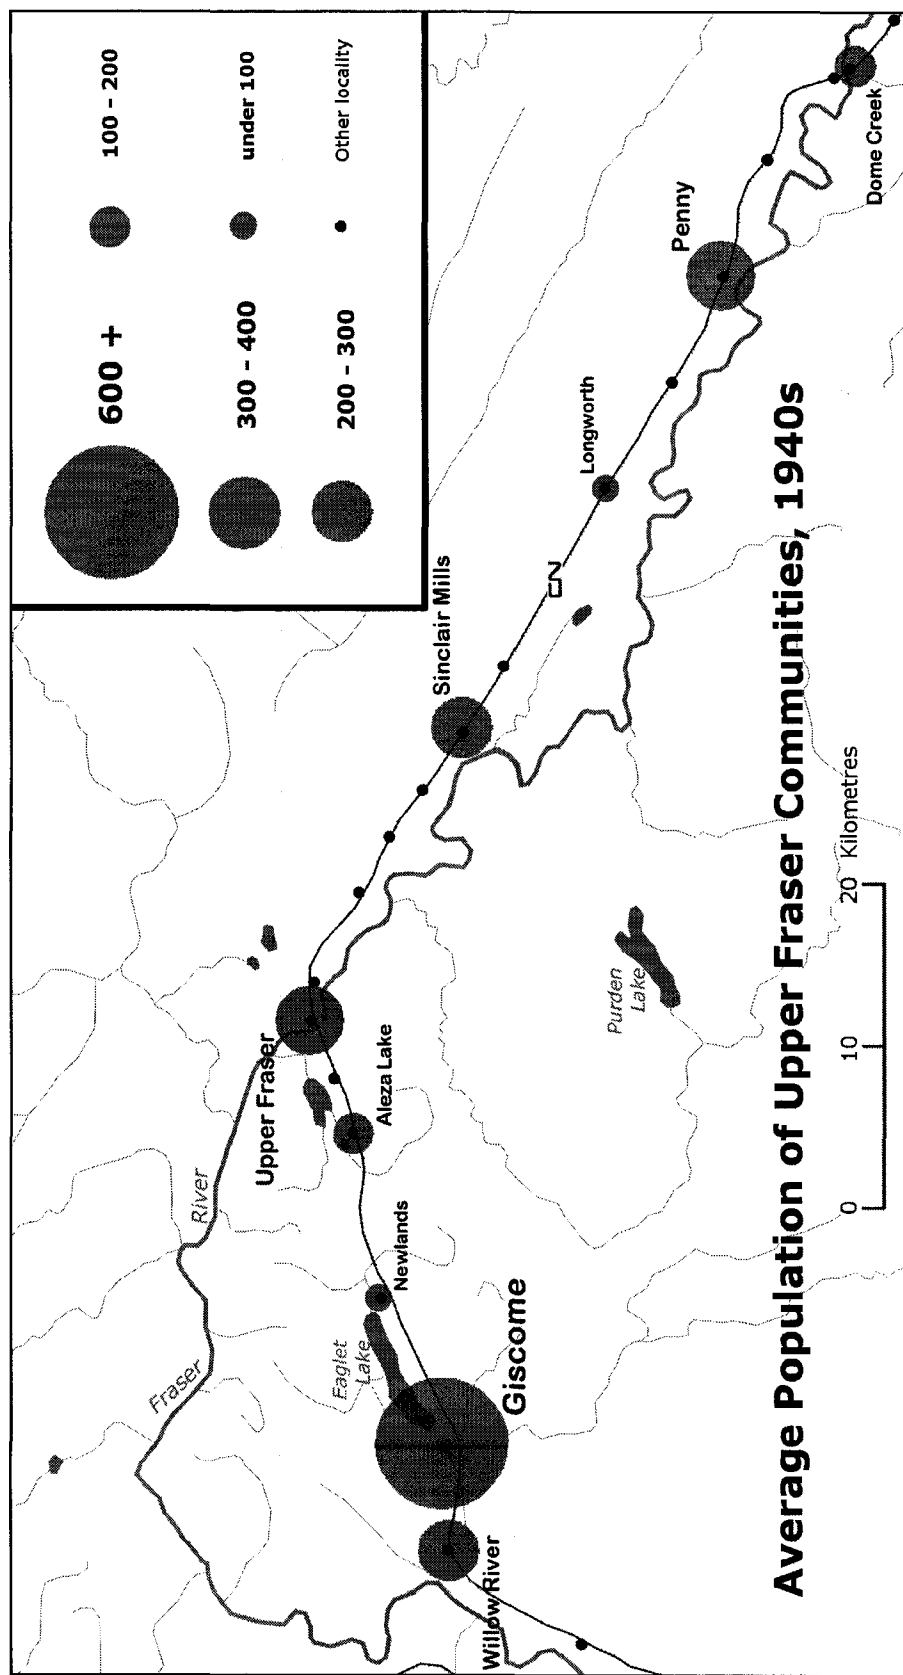 600 +
100 - 200
300 - 400
under 100
200 - 300
Other locality
Fraser
River
Eaglet
Lake
Willow River
Giscome
Newlands
Aleza Lake
Upper Fraser
Sinclair Mills
CN
Longworth
Penny
Dome Creek
Purden
Lake
Average Population of Upper Fraser Communities, 1940s
0 10 20 Kilometres